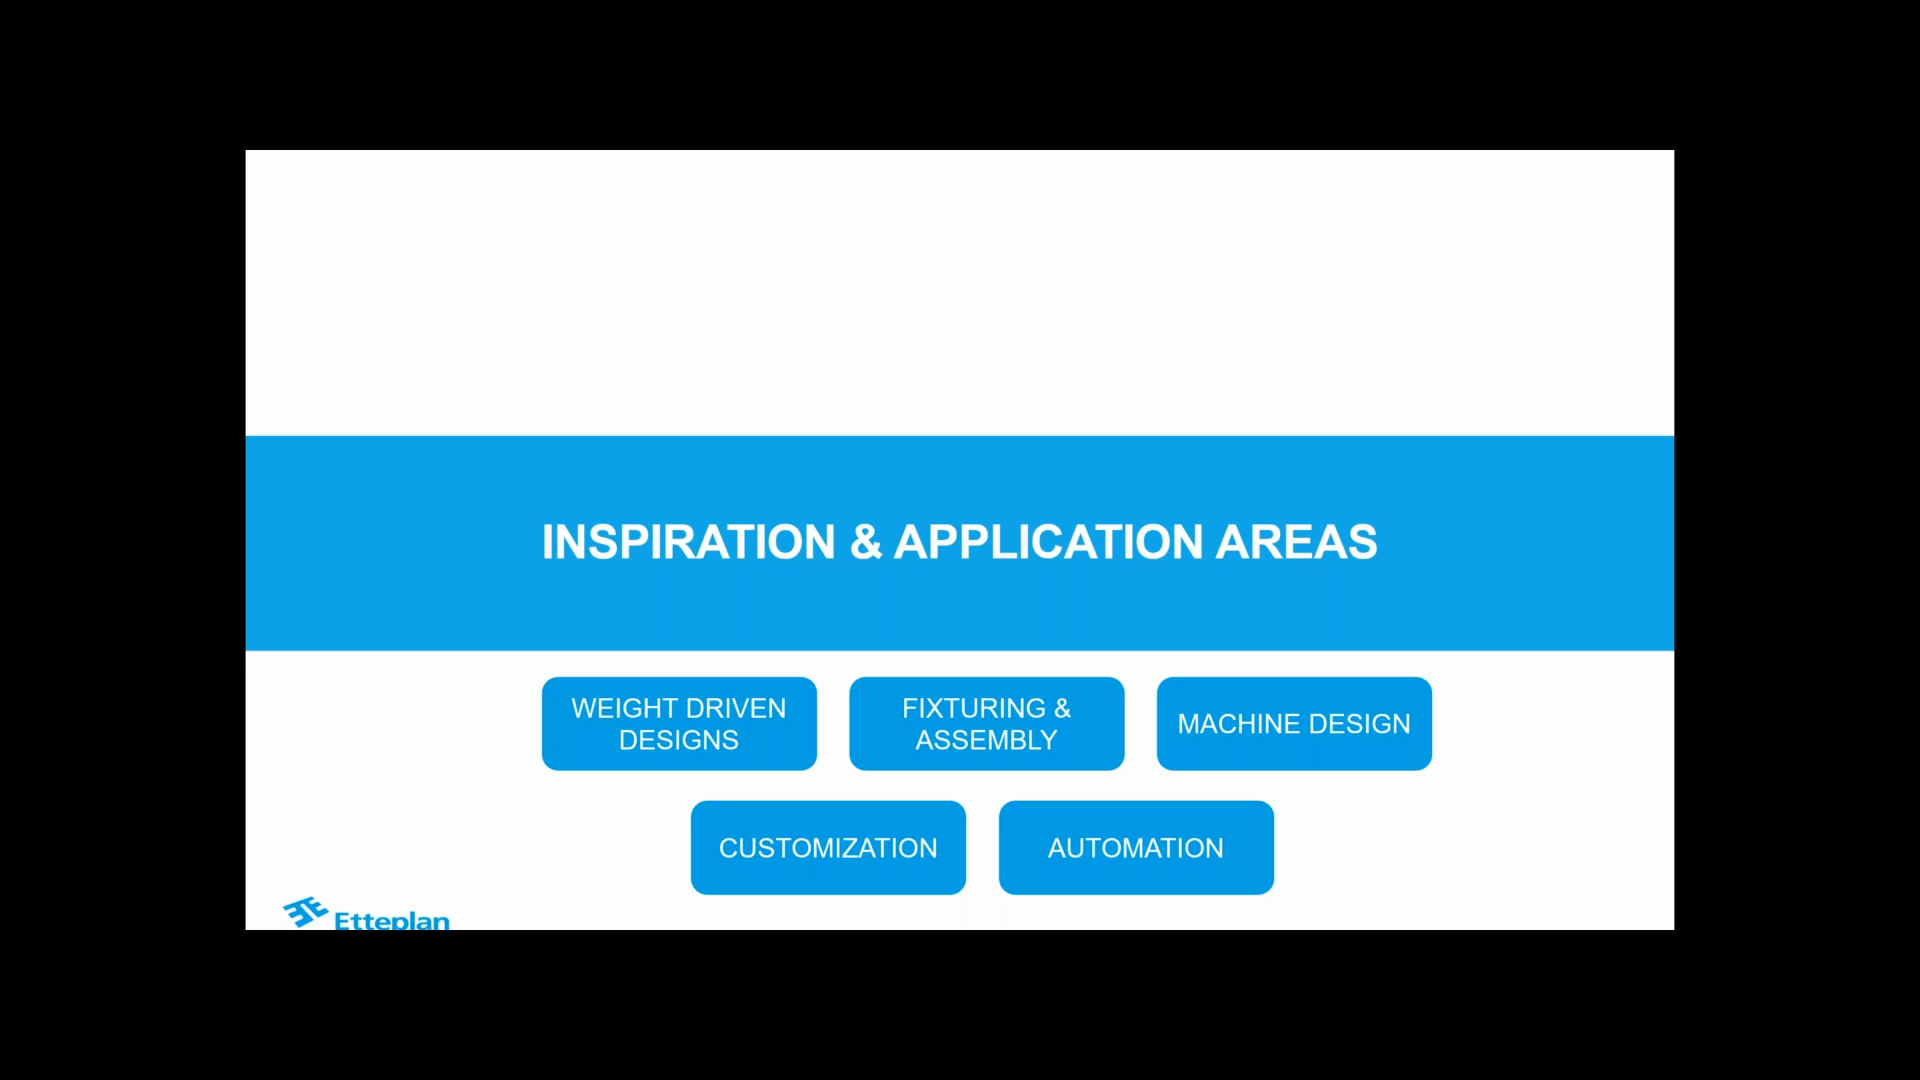 INSPIRATION & APPLICATION AREAS
WEIGHT DRIVEN
DESIGNS
FIXTURING &
ASSEMBLY
MACHINE DESIGN
CUSTOMIZATION
AUTOMATION
Etteplan